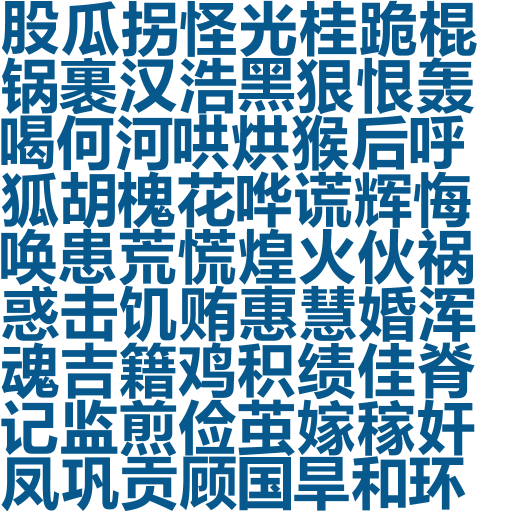 股瓜拐怪光桂跪棍
锅裹汉浩黑狠恨轰
喝何河哄烘猴后呼
狐胡槐花哗谎辉悔
唤患荒慌煌火伙祸
惑击饥贿惠慧婚浑
魂吉籍鸡积绩佳脊
记监煎俭茧嫁稼奸
凤巩贡顾国旱和环